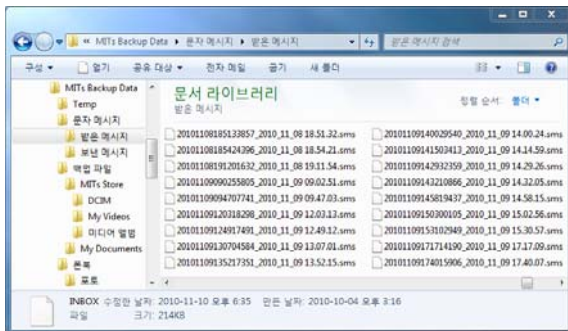 « MITs Backup Data ▸ 문자 메시지 ▸ 받은 메시지
받은 메시지 검색
구성 ▾ 열기 공유 대상 ▾ 전자 메일 굽기 새 폴더
MITs Backup Data
Temp
문자 메시지
받은 메시지
보낸 메시지
백업 파일
MITs Store
DCIM
My Videos
미디어 앨범
My Documents
폰북
포토
문서 라이브러리
받은 메시지
정렬 순서: 폴더 ▾
20101108185133857_2010_11_08 18.51.32.sms
20101108185424396_2010_11_08 18.54.21.sms
20101108191201632_2010_11_08 19.11.54.sms
20101109090255805_2010_11_09 09.02.51.sms
20101109094707741_2010_11_09 09.47.03.sms
20101109120318298_2010_11_09 12.03.13.sms
20101109124917491_2010_11_09 12.49.12.sms
20101109130704584_2010_11_09 13.07.01.sms
20101109135217351_2010_11_09 13.52.15.sms
20101109140029540_2010_11_09 14.00.24.sms
20101109141503413_2010_11_09 14.14.59.sms
20101109142932359_2010_11_09 14.29.26.sms
20101109143210866_2010_11_09 14.32.05.sms
20101109145819437_2010_11_09 14.58.15.sms
20101109150300105_2010_11_09 15.02.56.sms
20101109153102949_2010_11_09 15.30.57.sms
20101109171714190_2010_11_09 17.17.09.sms
20101109174015906_2010_11_09 17.40.07.sms
INBOX 수정한 날짜: 2010-11-10 오후 6:35 만든 날짜: 2010-10-04 오후 3:16
파일 크기: 214KB